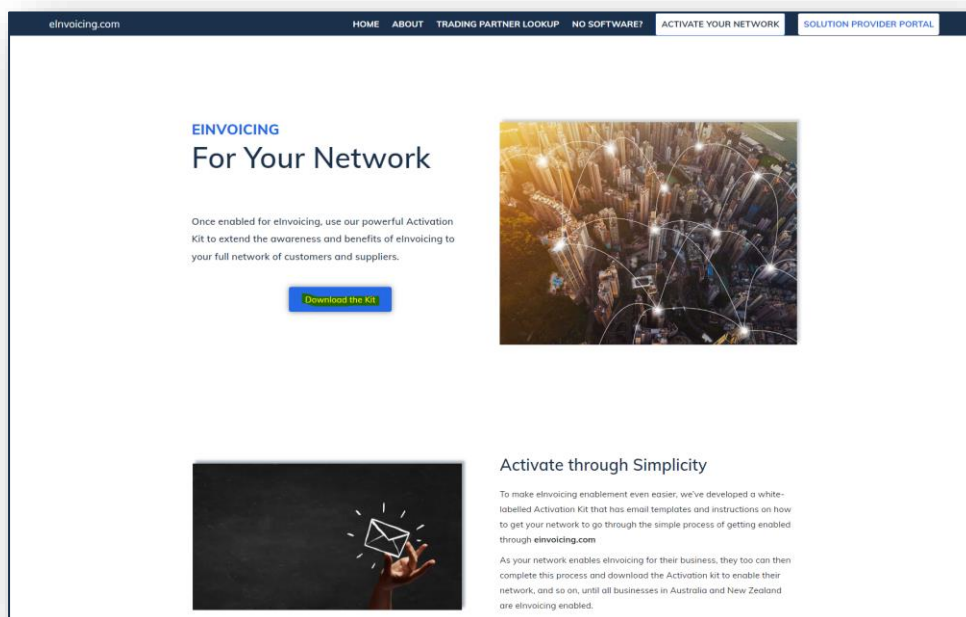 eInvoicing.com
HOME ABOUT TRADING PARTNER LOOKUP NO SOFTWARE? ACTIVATE YOUR NETWORK SOLUTION PROVIDER PORTAL
EINVOICING
For Your Network
Once enabled for eInvoicing, use our powerful Activation
Kit to extend the awareness and benefits of eInvoicing to
your full network of customers and suppliers.
Download the Kit
Activate through Simplicity
To make eInvoicing enablement even easier, we've developed a white-
labelled Activation Kit that has email templates and instructions on how
to get your network to go through the simple process of getting enabled
through einvoicing.com
As your network enables eInvoicing for their business, they too can then
complete this process and download the Activation kit to enable their
network, and so on, until all businesses in Australia and New Zealand
are eInvoicing enabled.